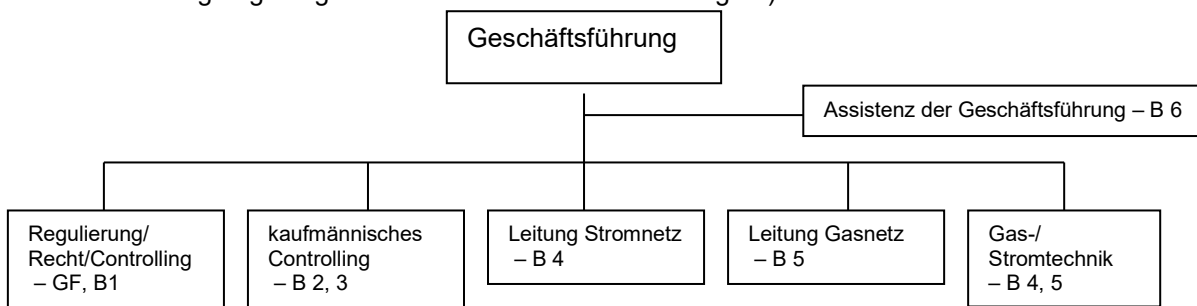 Geschäftsführung
Assistenz der Geschäftsführung – B 6
Regulierung/
Recht/Controlling
– GF, B1
kaufmännisches
Controlling
– B 2, 3
Leitung Stromnetz
– B 4
Leitung Gasnetz
– B 5
Gas-/
Stromtechnik
– B 4, 5